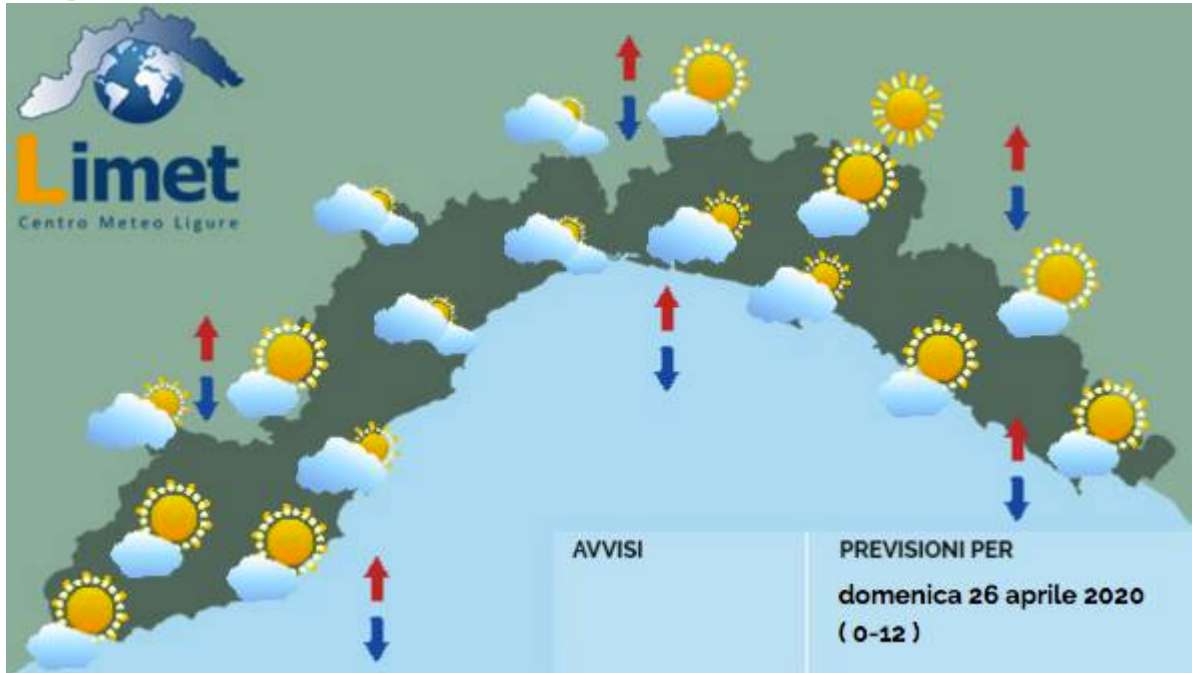 Limet
Centro Meteo Ligure
AVVISI
PREVISIONI PER
domenica 26 aprile 2020
( 0-12 )